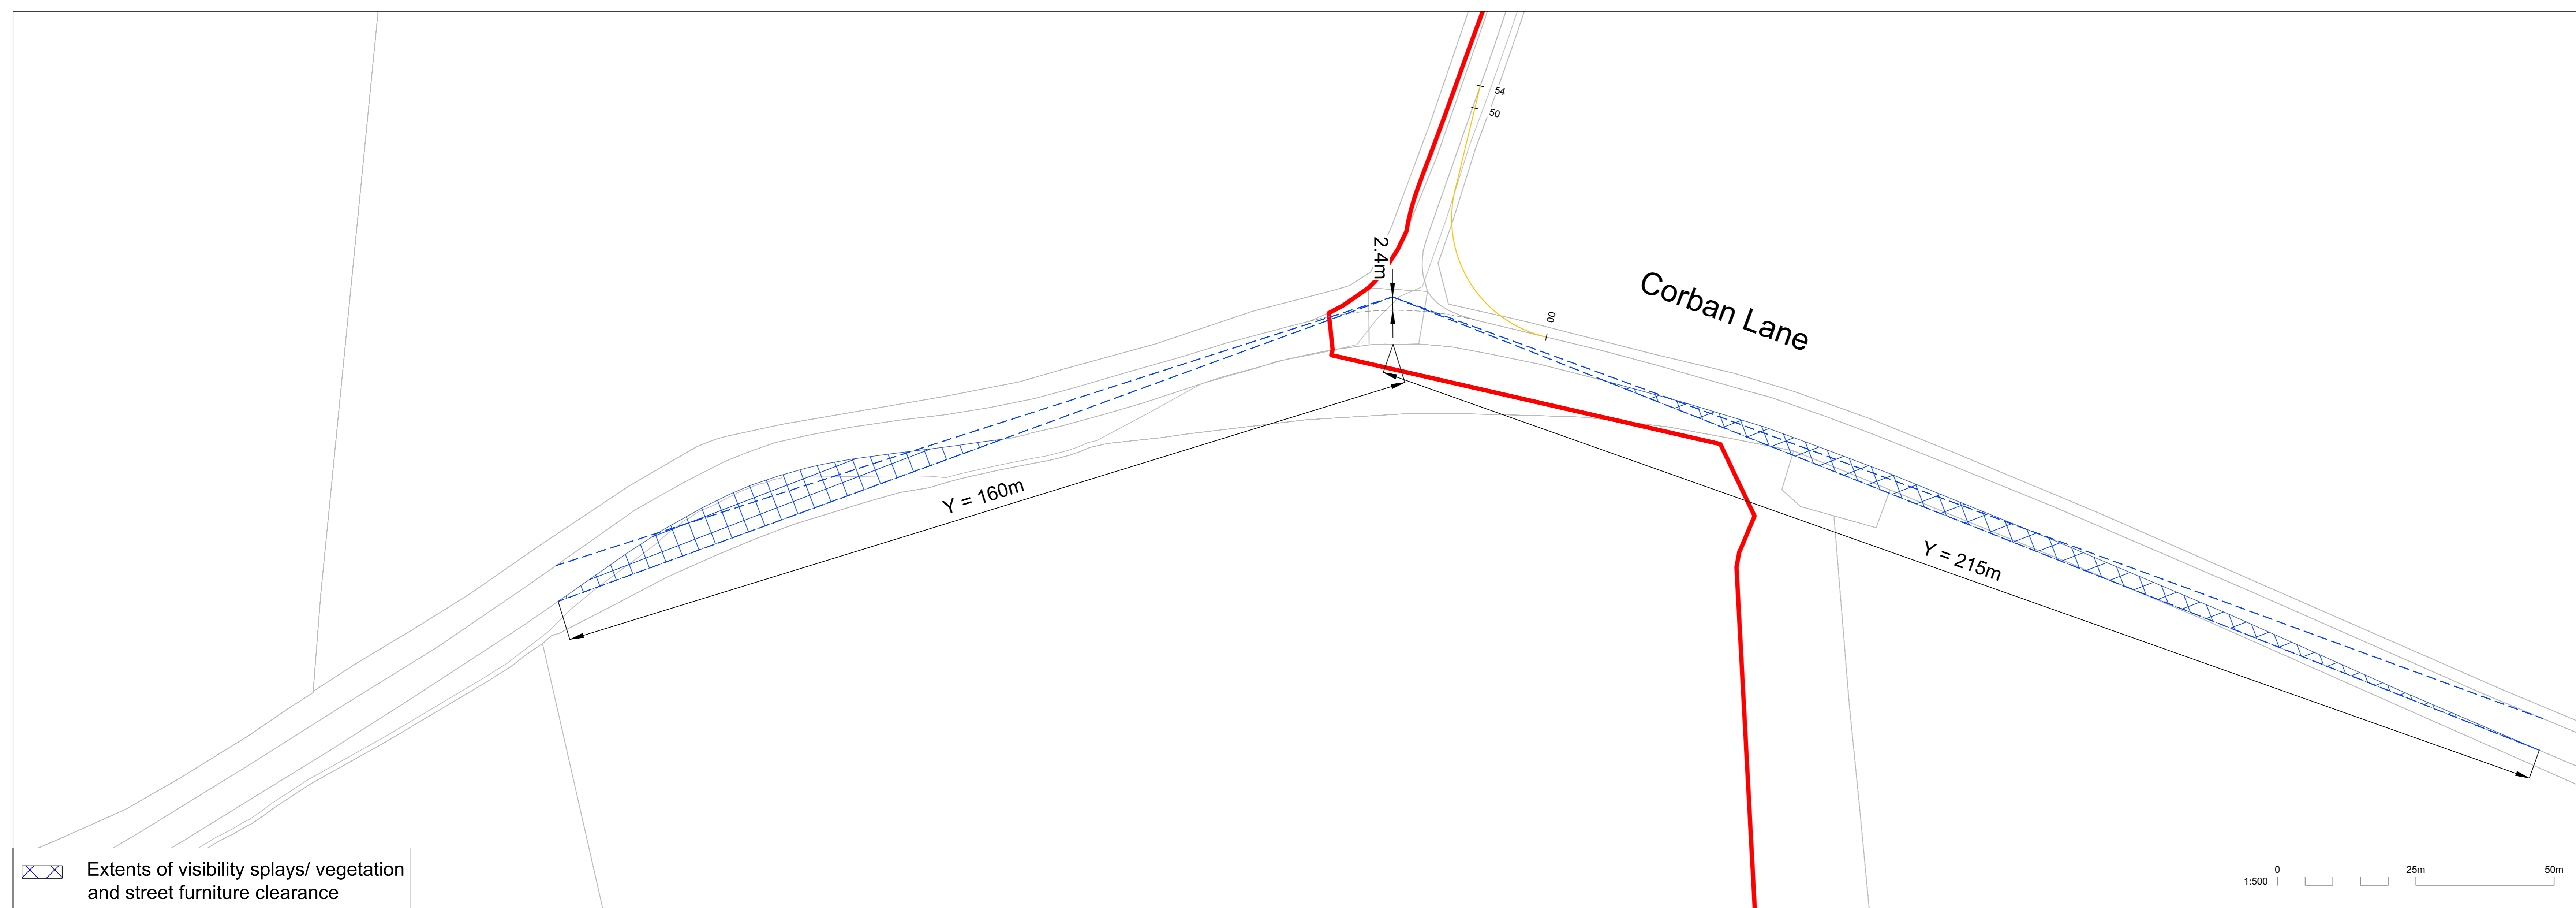 54
50
2.4m
Corban Lane
00
Y = 160m
Y = 215m
Extents of visibility splays/ vegetation
and street furniture clearance
0 25m 50m
1:500